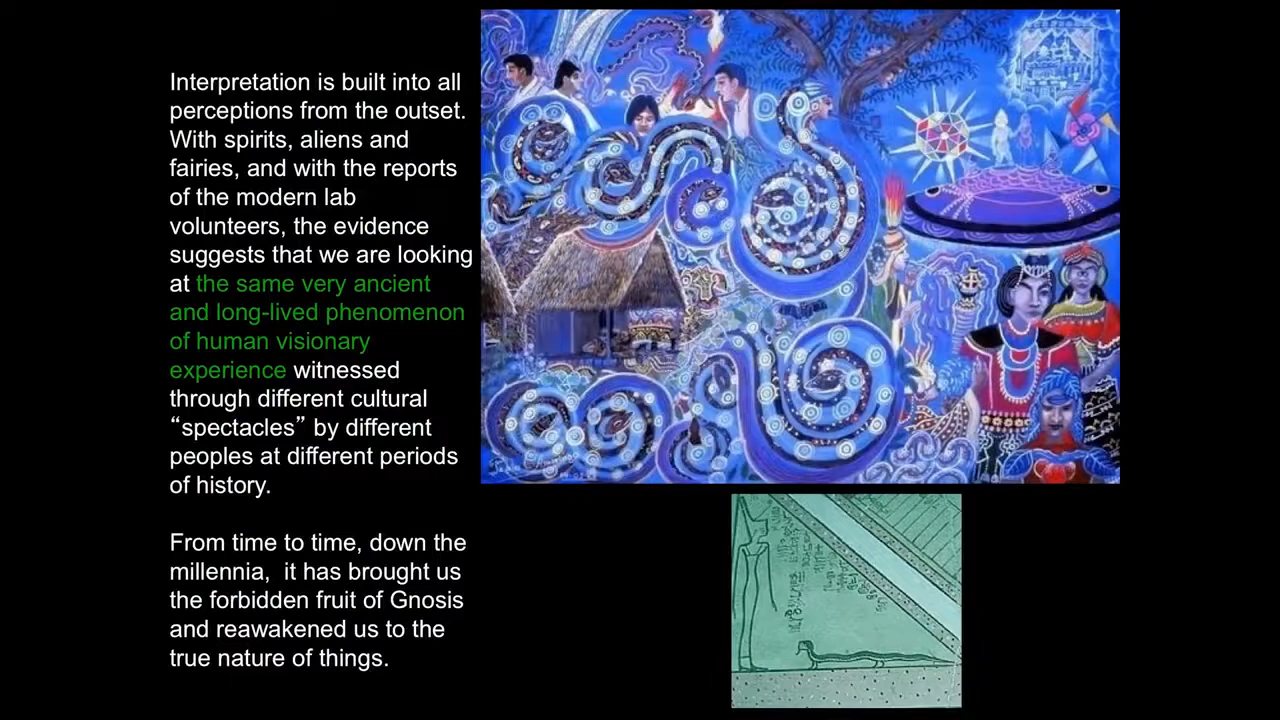 Interpretation is built into all
perceptions from the outset.
With spirits, aliens and
fairies, and with the reports
of the modern lab
volunteers, the evidence
suggests that we are looking
at the same very ancient
and long-lived phenomenon
of human visionary
experience witnessed
through different cultural
“spectacles” by different
peoples at different periods
of history.
From time to time, down the
millennia, it has brought us
the forbidden fruit of Gnosis
and reawakened us to the
true nature of things.